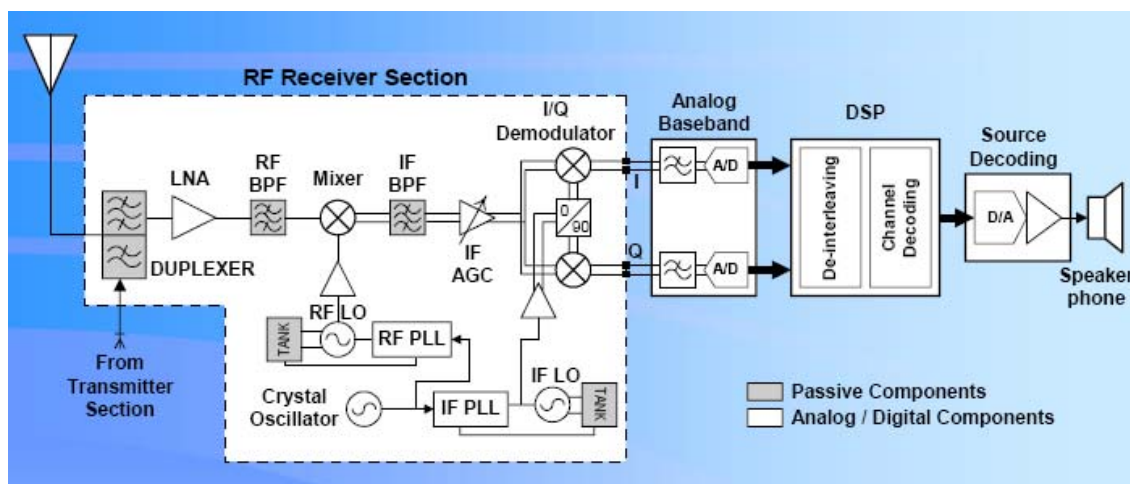 RF Receiver Section
I/Q
Demodulator
Analog
Baseband
DSP
Source
Decoding
LNA
RF
BPF
Mixer
IF
BPF
IF
AGC
0
90
I
Q
A/D
A/D
De-interleaving
Channel
Decoding
D/A
Speaker
phone
DUPLEXER
From
Transmitter
Section
RF LO
TANK
RF PLL
Crystal
Oscillator
IF PLL
IF LO
TANK
Passive Components
Analog / Digital Components